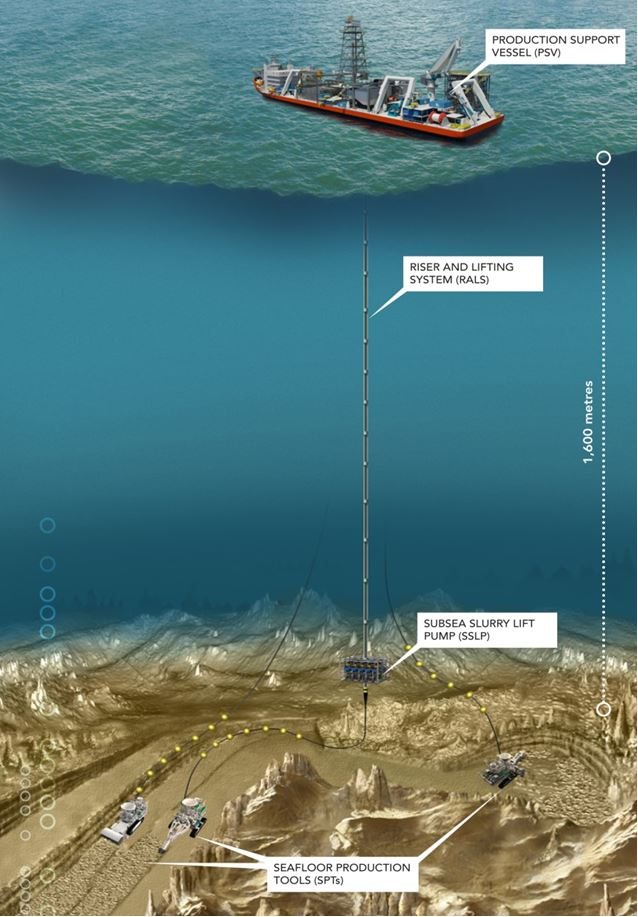 PRODUCTION SUPPORT
VESSEL (PSV)
RISER AND LIFTING
SYSTEM (RALS)
1,600 metres
SUBSEA SLURRY LIFT
PUMP (SSLP)
SEAFLOOR PRODUCTION
TOOLS (SPTs)